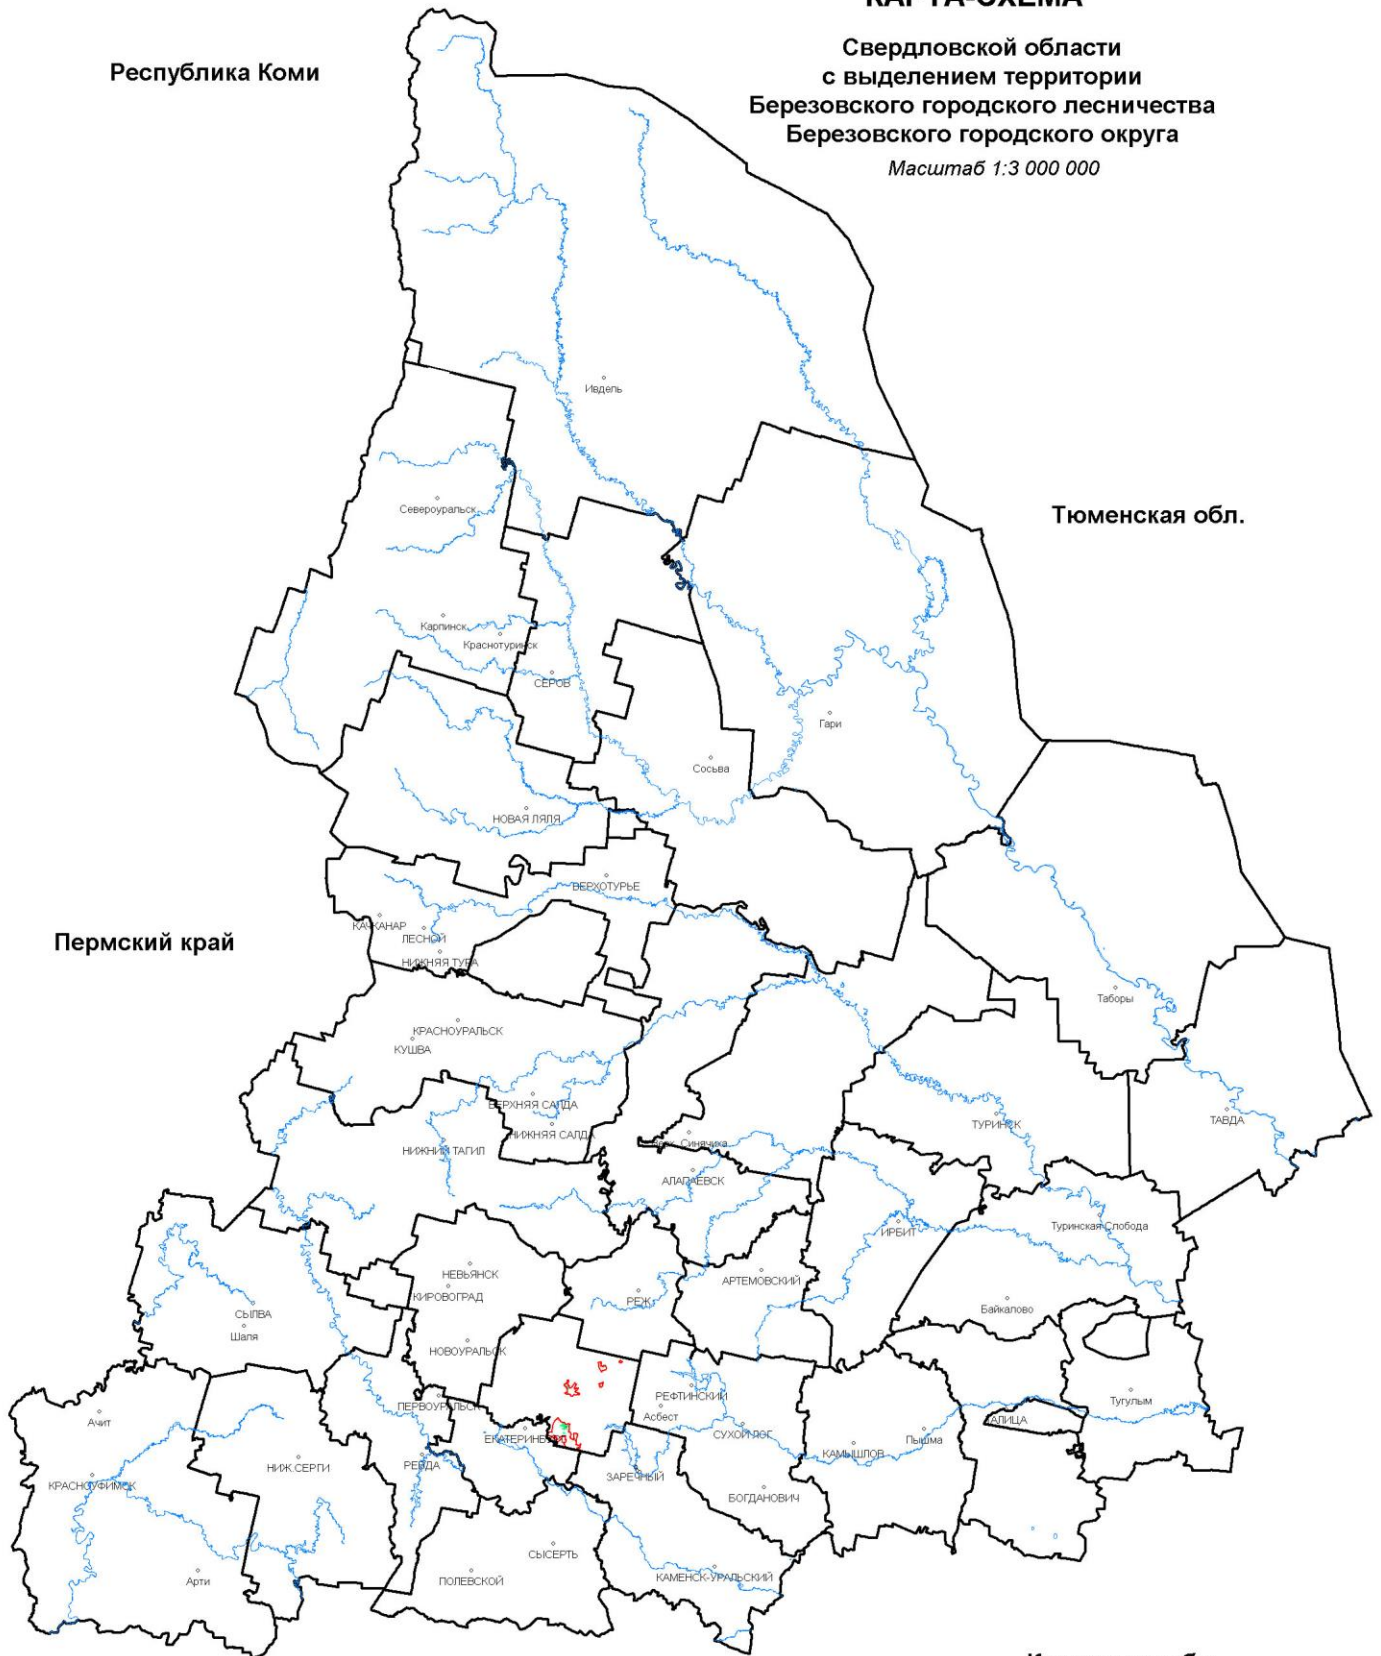 КАРТА-СХЕМА
Свердловской области
с выделением территории
Березовского городского лесничества
Березовского городского округа
Масштаб 1:3 000 000
Республика Коми
Ивдель
Североуральск
Тюменская обл.
Карпинск
Краснотуринск
СЕРОВ
Гари
Сосьва
НОВАЯ ЛЯЛЯ
ВЕРХОТУРЬЕ
КАЧКАНАР
ЛЕСНОЙ
НИЖНЯЯ ТУРА
Пермский край
Таборы
КРАСНОУРАЛЬСК
КУШВА
ВЕРХНЯЯ САЛДА
НИЖНЯЯ САЛДА
ТУРИНСК
ТАВДА
НИЖНИЙ ТАГИЛ
Синячиха
АЛАПАЕВСК
ИРБИТ
Туринская Слобода
НЕВЬЯНСК
КИРОВОГРАД
РЕЖ
АРТЕМОВСКИЙ
Байкалово
СЫЛВА
Шаля
НОВОУРАЛЬСК
ПЕРВОУРАЛЬСК
РЕФТИНСКИЙ
Асбест
Тугулым
Ачит
ЕКАТЕРИНБУРГ
СУХОЙ ЛОГ
КАМЫШЛОВ
Пышма
ТАЛИЦА
КРАСНОУФИМСК
НИЖ.СЕРГИ
РЕВДА
ЗАРЕЧНЫЙ
БОГДАНОВИЧ
Арти
ПОЛЕВСКОЙ
СЫСЕРТЬ
КАМЕНСК-УРАЛЬСКИЙ